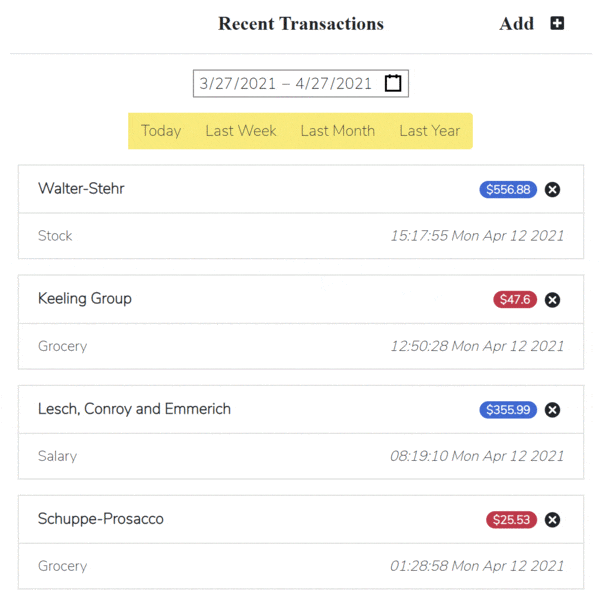 Recent Transactions Add
3/27/2021 – 4/27/2021
Today Last Week Last Month Last Year
Walter-Stehr $556.88
Stock 15:17:55 Mon Apr 12 2021
Keeling Group $47.6
Grocery 12:50:28 Mon Apr 12 2021
Lesch, Conroy and Emmerich $355.99
Salary 08:19:10 Mon Apr 12 2021
Schuppe-Prosacco $25.53
Grocery 01:28:58 Mon Apr 12 2021